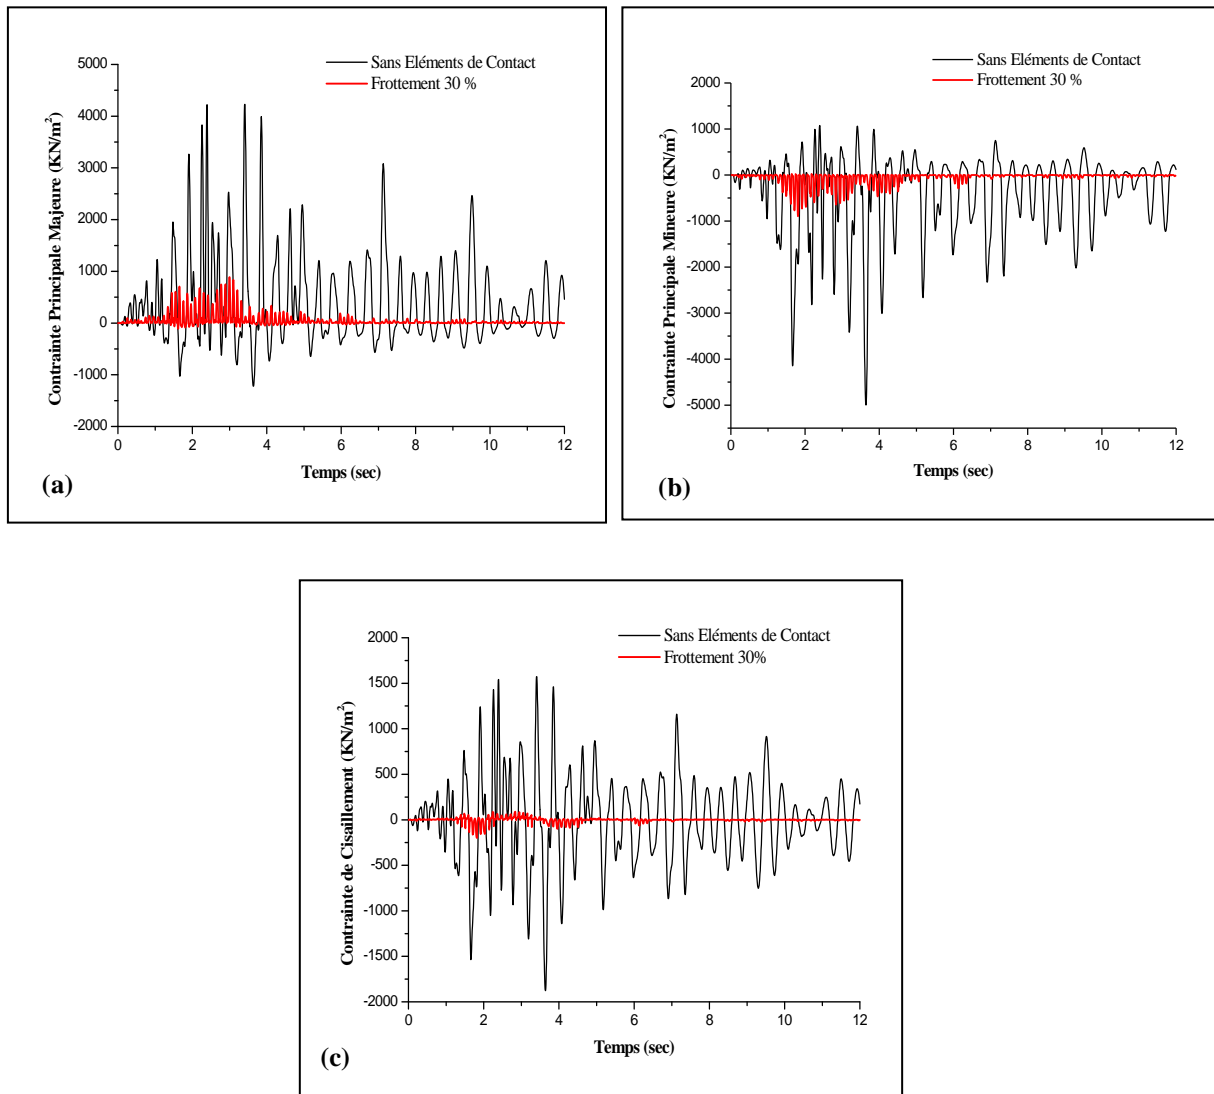 Sans Eléments de Contact
Frottement 30 %
Contrainte Principale Majeure (KN/m²)
5000
4000
3000
2000
1000
0
-1000
-2000
0 2 4 6 8 10 12
Temps (sec)
(a)
Sans Eléments de Contact
Frottement 30 %
Contrainte Principale Mineure (KN/m²)
2000
1000
0
-1000
-2000
-3000
-4000
-5000
0 2 4 6 8 10 12
Temps (sec)
(b)
Sans Eléments de Contact
Frottement 30%
Contrainte de Cisaillement (KN/m²)
2000
1500
1000
500
0
-500
-1000
-1500
-2000
0 2 4 6 8 10 12
Temps (sec)
(c)